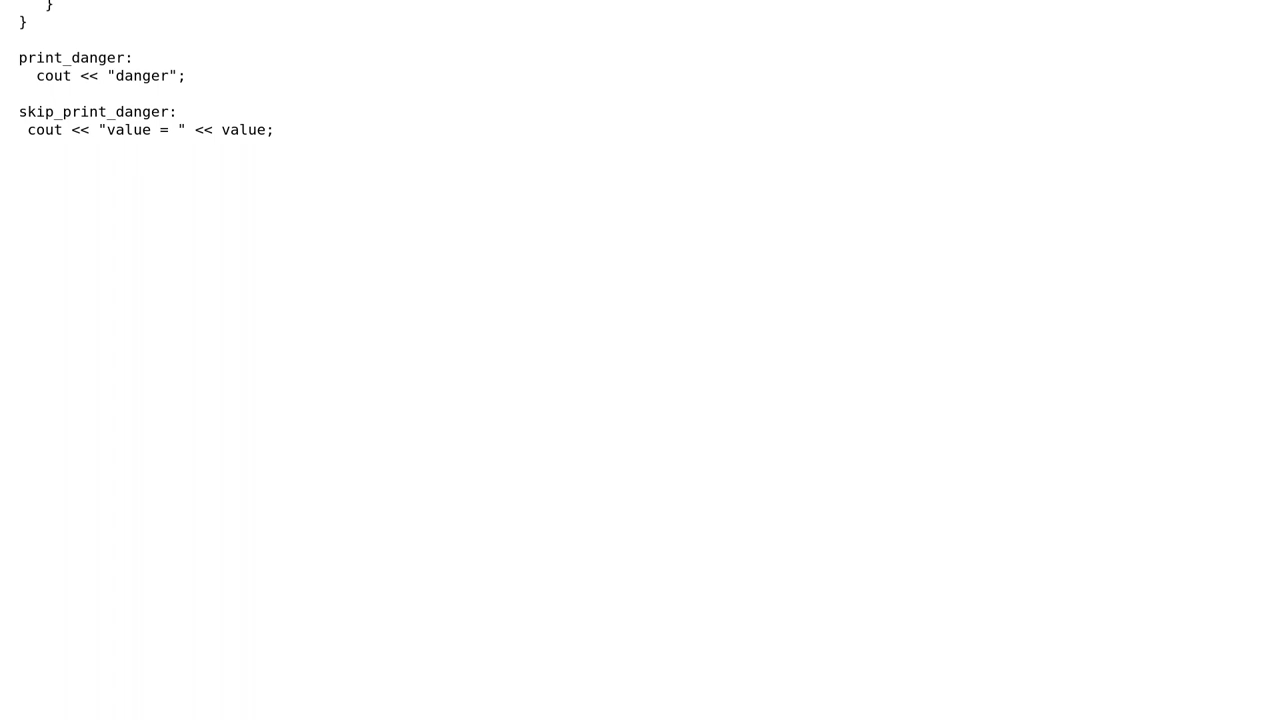 }
}

print_danger:
  cout << "danger";

skip_print_danger:
 cout << "value = " << value;